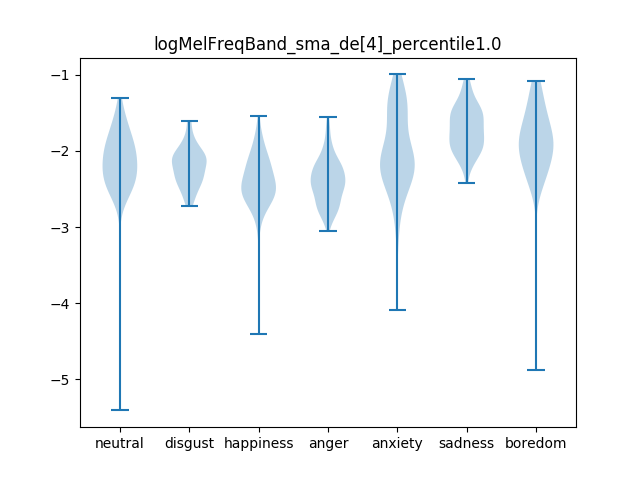 logMelFreqBand_sma_de[4]_percentile1.0
−1
−2
−3
−4
−5
neutral disgust happiness anger anxiety sadness boredom